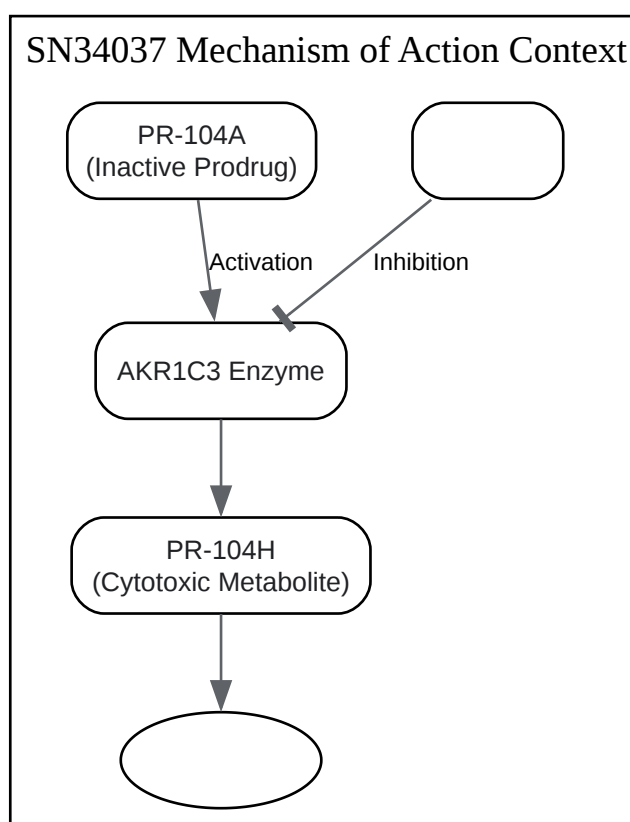 SN34037 Mechanism of Action Context
PR-104A
(Inactive Prodrug)
Activation
Inhibition
AKR1C3 Enzyme
PR-104H
(Cytotoxic Metabolite)